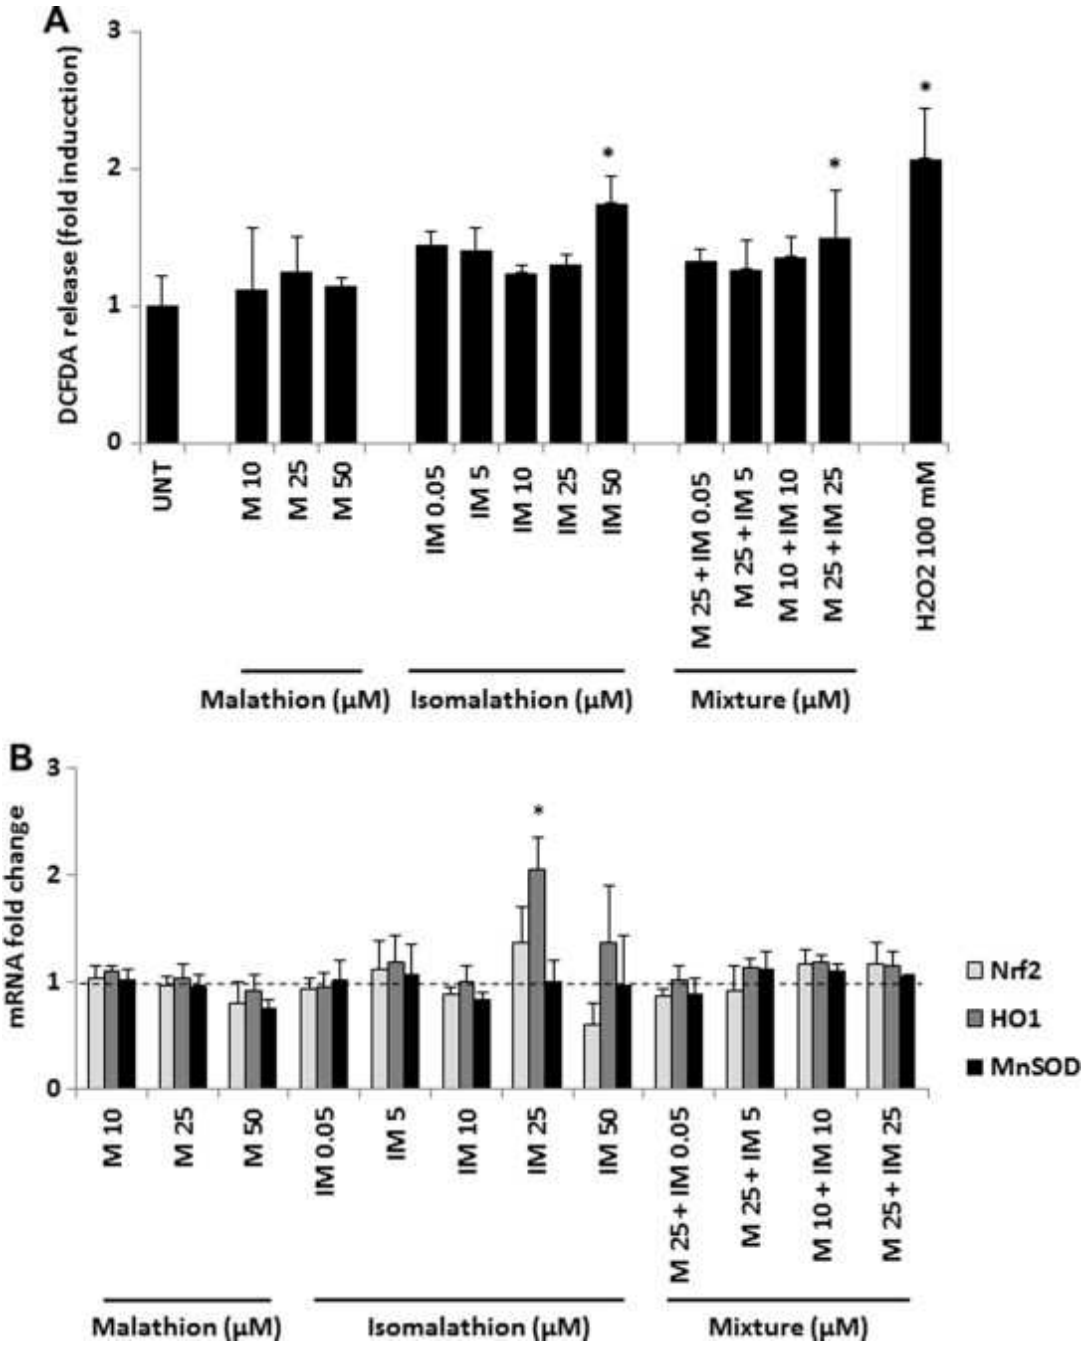 A
DCFDA release (fold inducction)
3
2
1
0
*
*
*
UNT
M 10
M 25
M 50
IM 0.05
IM 5
IM 10
IM 25
IM 50
M 25 + IM 0.05
M 25 + IM 5
M 10 + IM 10
M 25 + IM 25
H2O2 100 mM
Malathion (µM)
Isomalathion (µM)
Mixture (µM)
B
mRNA fold change
3
2
1
0
*
Nrf2
HO1
MnSOD
M 10
M 25
M 50
IM 0.05
IM 5
IM 10
IM 25
IM 50
M 25 + IM 0.05
M 25 + IM 5
M 10 + IM 10
M 25 + IM 25
Malathion (µM)
Isomalathion (µM)
Mixture (µM)